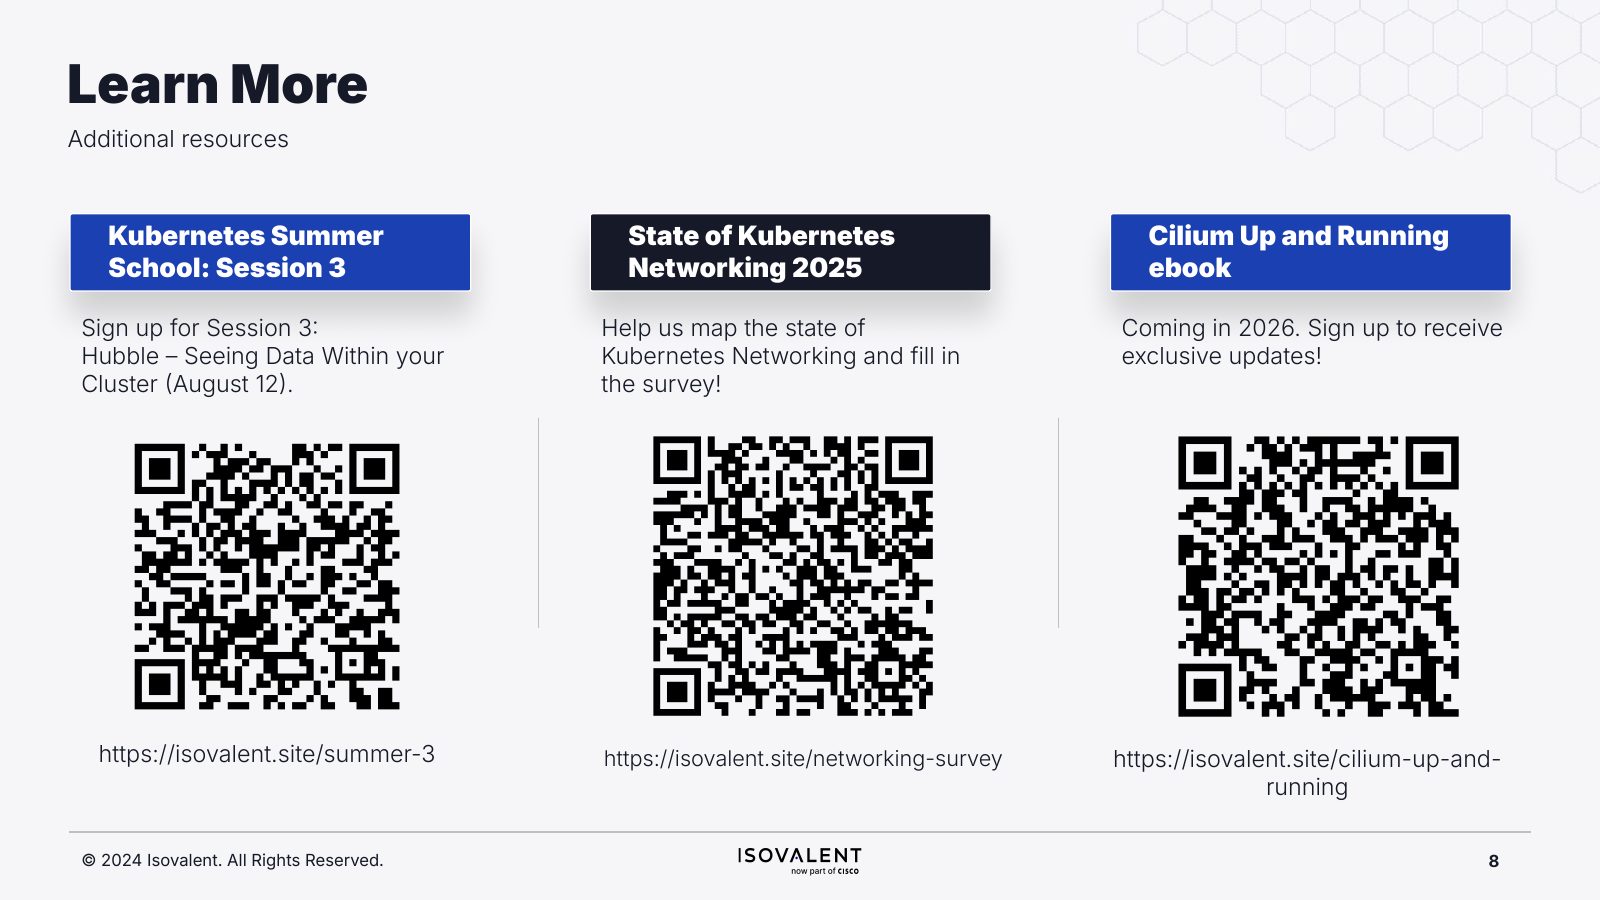 Learn More
Additional resources
Kubernetes Summer
School: Session 3
Sign up for Session 3:
Hubble – Seeing Data Within your
Cluster (August 12).
https://isovalent.site/summer-3
State of Kubernetes
Networking 2025
Help us map the state of
Kubernetes Networking and fill in
the survey!
https://isovalent.site/networking-survey
Cilium Up and Running
ebook
Coming in 2026. Sign up to receive
exclusive updates!
https://isovalent.site/cilium-up-and-
running
© 2024 Isovalent. All Rights Reserved.
ISOVALENT
now part of CISCO
8